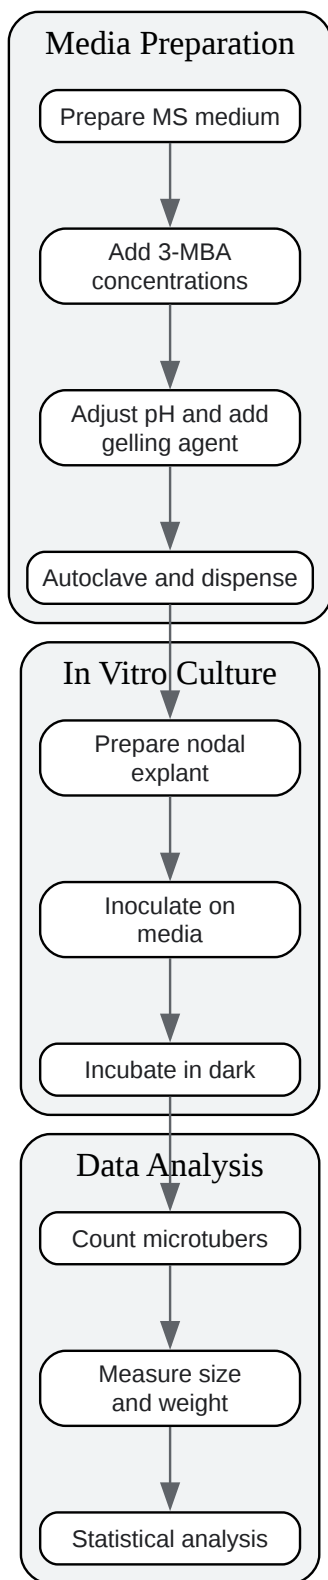 Media Preparation
Prepare MS medium
Add 3-MBA
concentrations
Adjust pH and add
gelling agent
Autoclave and dispense
In Vitro Culture
Prepare nodal
explant
Inoculate on
media
Incubate in dark
Data Analysis
Count microtubers
Measure size
and weight
Statistical analysis